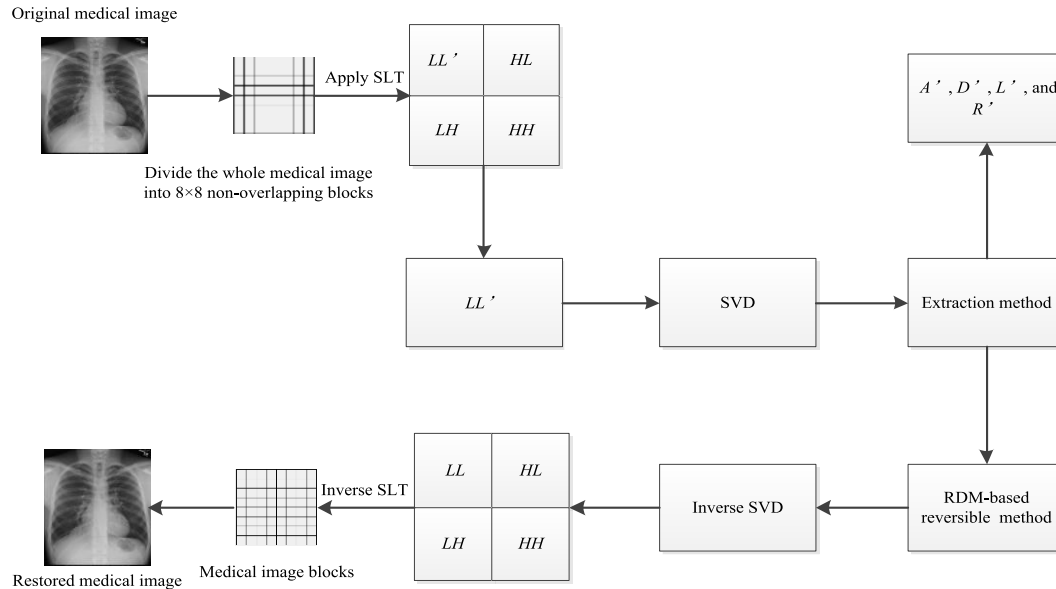 Original medical image
Apply SLT
LL’
HL
LH
HH
Divide the whole medical image
into 8×8 non-overlapping blocks
A’, D’, L’, and
R’
LL’
SVD
Extraction method
RDM-based
reversible method
Inverse SVD
LL
HL
LH
HH
Inverse SLT
Medical image blocks
Restored medical image